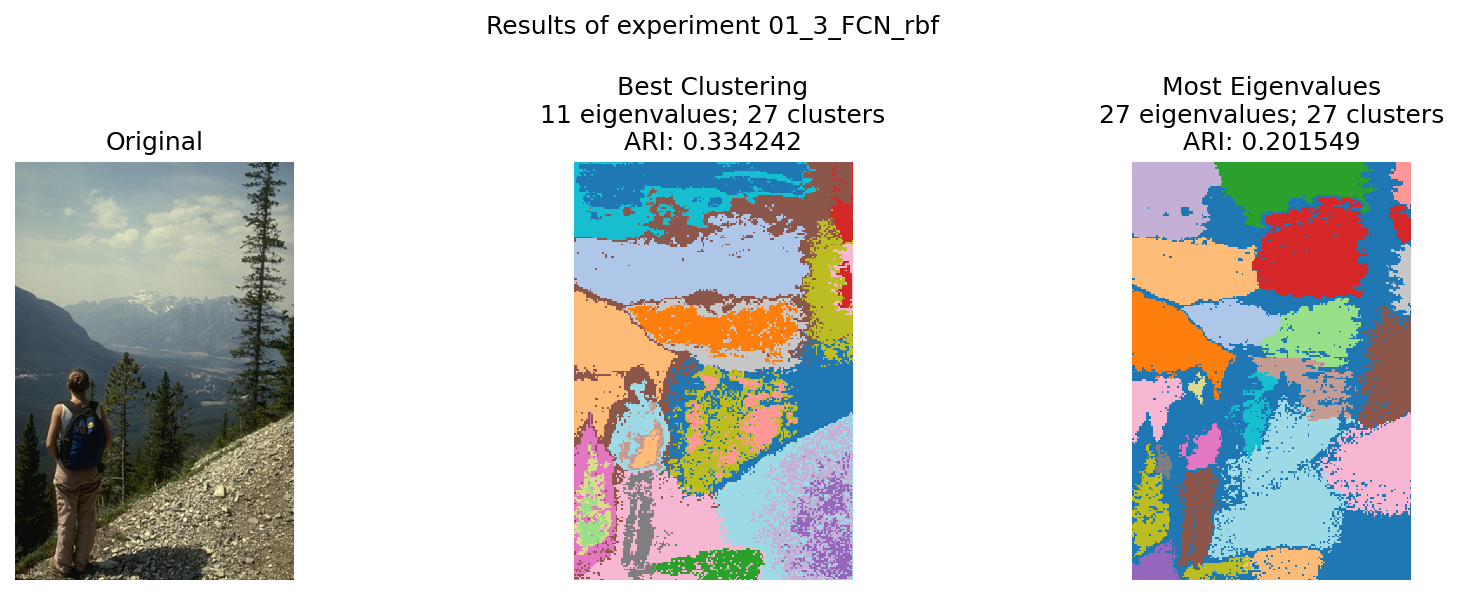 Results of experiment 01_3_FCN_rbf
Original
Best Clustering
11 eigenvalues; 27 clusters
ARI: 0.334242
Most Eigenvalues
27 eigenvalues; 27 clusters
ARI: 0.201549